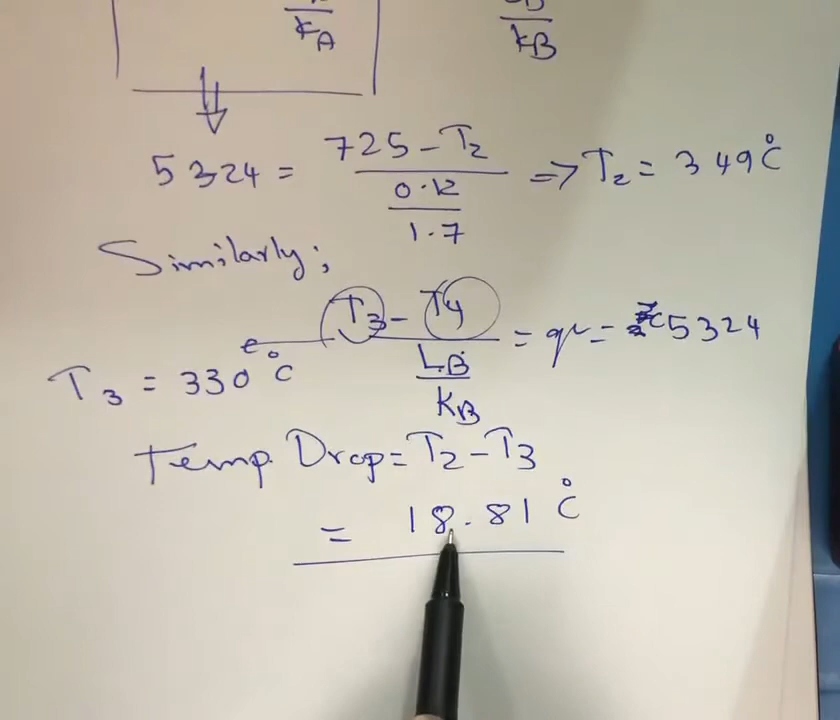 K_A K_B
5324 = (725 - T₂) / (0.12 / 1.7) => T₂ = 349°C
Similarly;
(T₃ - T₄) / (L_B / K_B) = q = 5324
T₃ = 330°C
Temp. Drop = T₂ - T₃
= 18.81 °C